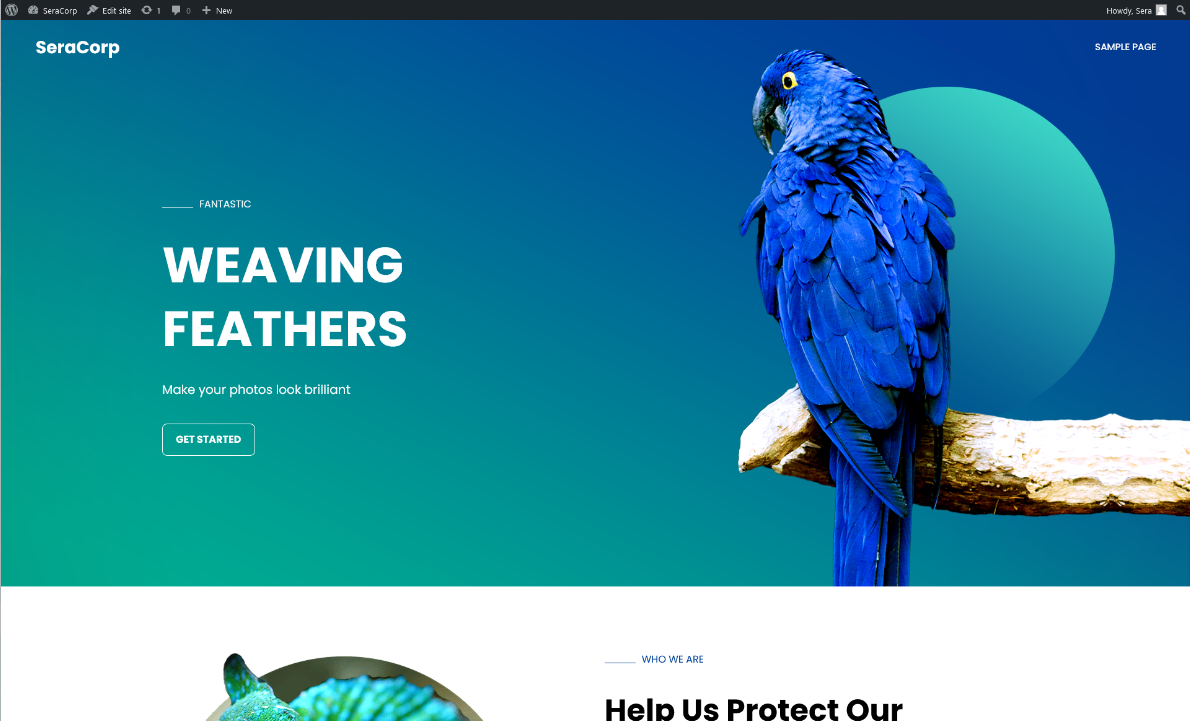 SeraCorp Edit site 1 0 New Howdy, Sera
SeraCorp SAMPLE PAGE
FANTASTIC
WEAVING
FEATHERS
Make your photos look brilliant
GET STARTED
WHO WE ARE
Help Us Protect Our